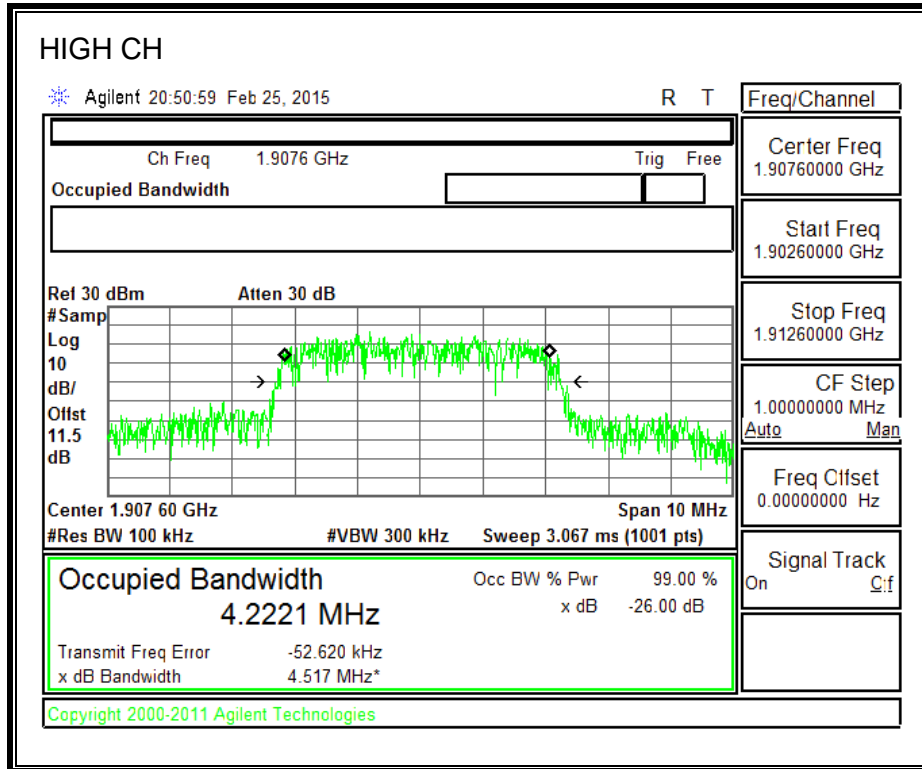 HIGH CH
Agilent 20:50:59 Feb 25, 2015 R T
Freq/Channel
Ch Freq 1.9076 GHz Trig Free
Occupied Bandwidth
Center Freq
1.90760000 GHz
Start Freq
1.90260000 GHz
Stop Freq
1.91260000 GHz
CF Step
1.00000000 MHz
Auto Man
Freq Offset
0.00000000 Hz
Signal Track
On Off
Ref 30 dBm Atten 30 dB
#Samp
Log
10
dB/
Offst
11.5
dB
Center 1.907 60 GHz Span 10 MHz
#Res BW 100 kHz #VBW 300 kHz Sweep 3.067 ms (1001 pts)
Occupied Bandwidth Occ BW % Pwr 99.00 %
4.2221 MHz x dB -26.00 dB
Transmit Freq Error -52.620 kHz
x dB Bandwidth 4.517 MHz*
Copyright 2000-2011 Agilent Technologies